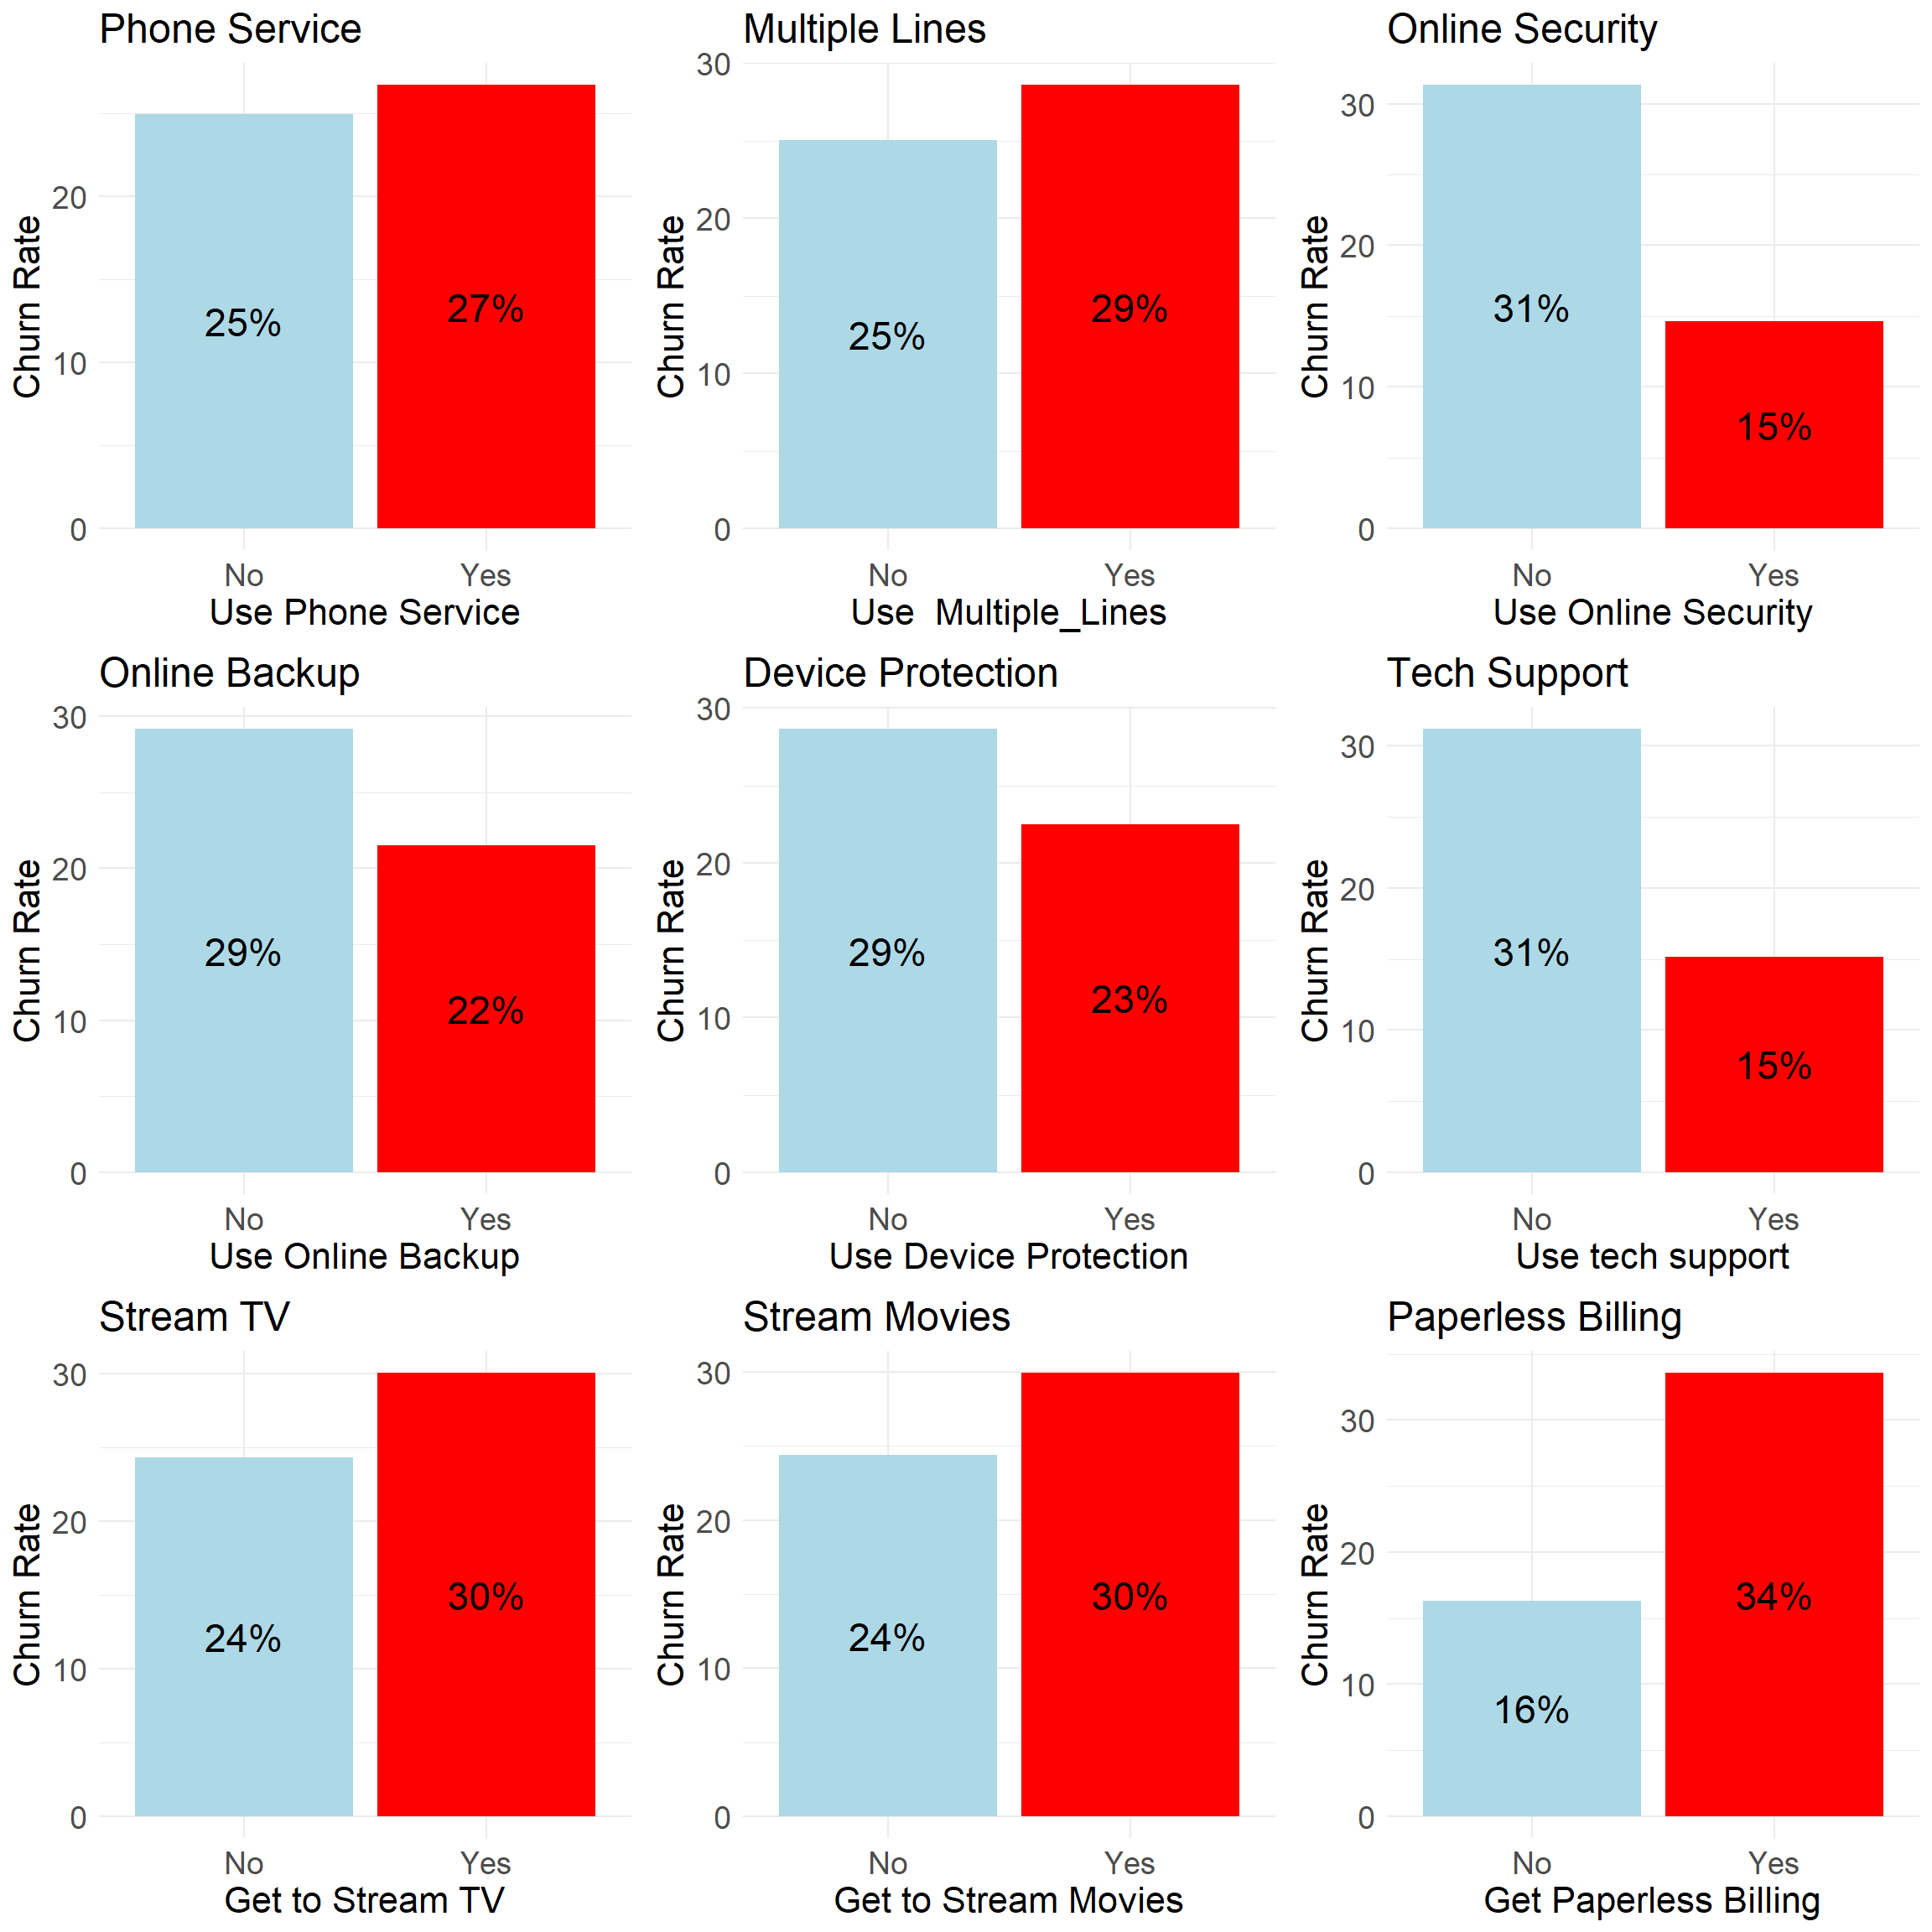 Phone Service
Churn Rate
20
10
0
25%
27%
No Yes
Use Phone Service
Multiple Lines
Churn Rate
30
20
10
0
25%
29%
No Yes
Use  Multiple_Lines
Online Security
Churn Rate
30
20
10
0
31%
15%
No Yes
Use Online Security
Online Backup
Churn Rate
30
20
10
0
29%
22%
No Yes
Use Online Backup
Device Protection
Churn Rate
30
20
10
0
29%
23%
No Yes
Use Device Protection
Tech Support
Churn Rate
30
20
10
0
31%
15%
No Yes
Use tech support
Stream TV
Churn Rate
30
20
10
0
24%
30%
No Yes
Get to Stream TV
Stream Movies
Churn Rate
30
20
10
0
24%
30%
No Yes
Get to Stream Movies
Paperless Billing
Churn Rate
30
20
10
0
16%
34%
No Yes
Get Paperless Billing